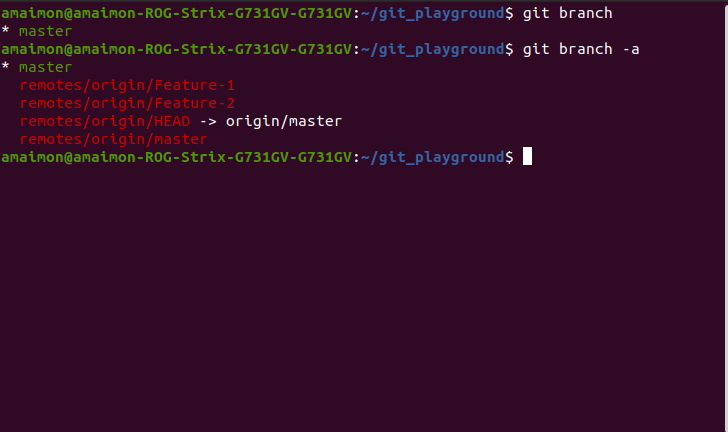 amaimon@amaimon-ROG-Strix-G731GV-G731GV:~/git_playground$ git branch
* master
amaimon@amaimon-ROG-Strix-G731GV-G731GV:~/git_playground$ git branch -a
* master
  remotes/origin/Feature-1
  remotes/origin/Feature-2
  remotes/origin/HEAD -> origin/master
  remotes/origin/master
amaimon@amaimon-ROG-Strix-G731GV-G731GV:~/git_playground$